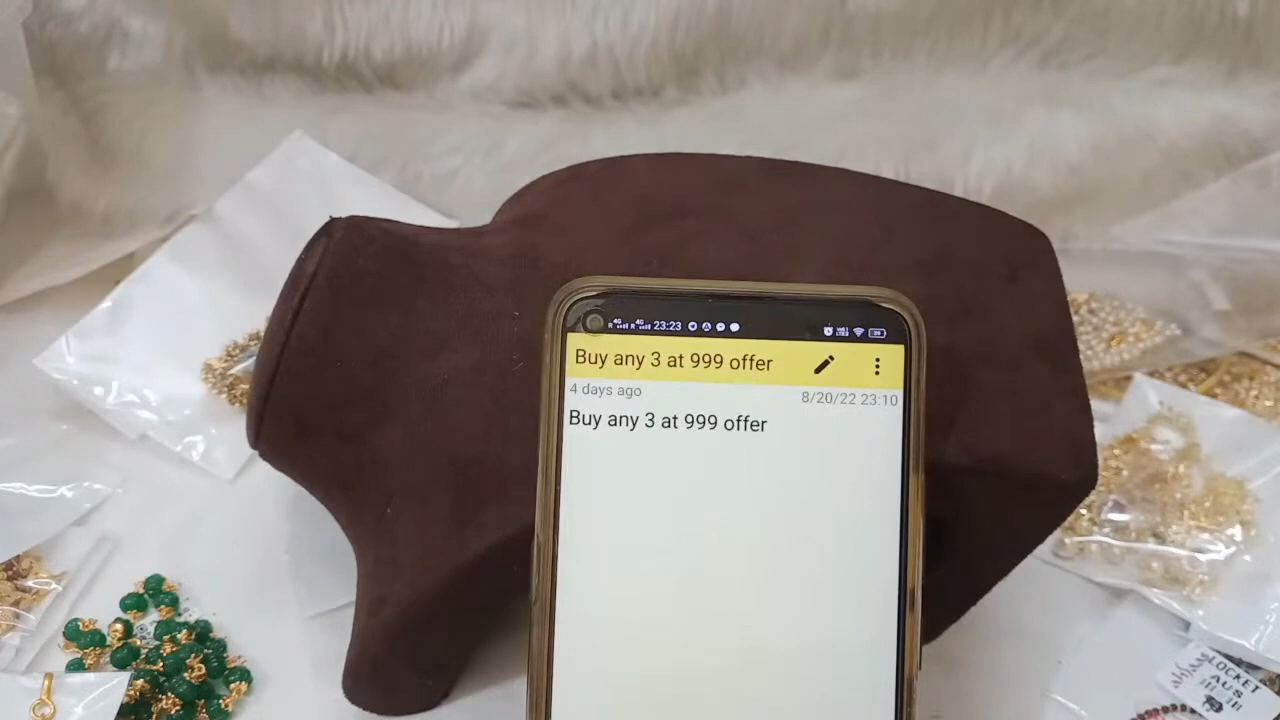 23:23
Buy any 3 at 999 offer
4 days ago
8/20/22 23:10
Buy any 3 at 999 offer
LOCKET
AUS